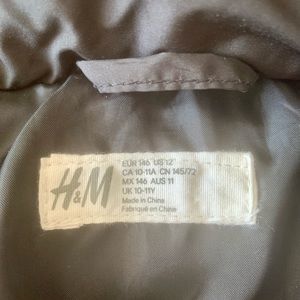 H&M
EUR 146 US 12
CA 10-11A CN 145/72
MX 146 AUS 11
UK 10-11Y
Made in China
Fabriqué en Chine